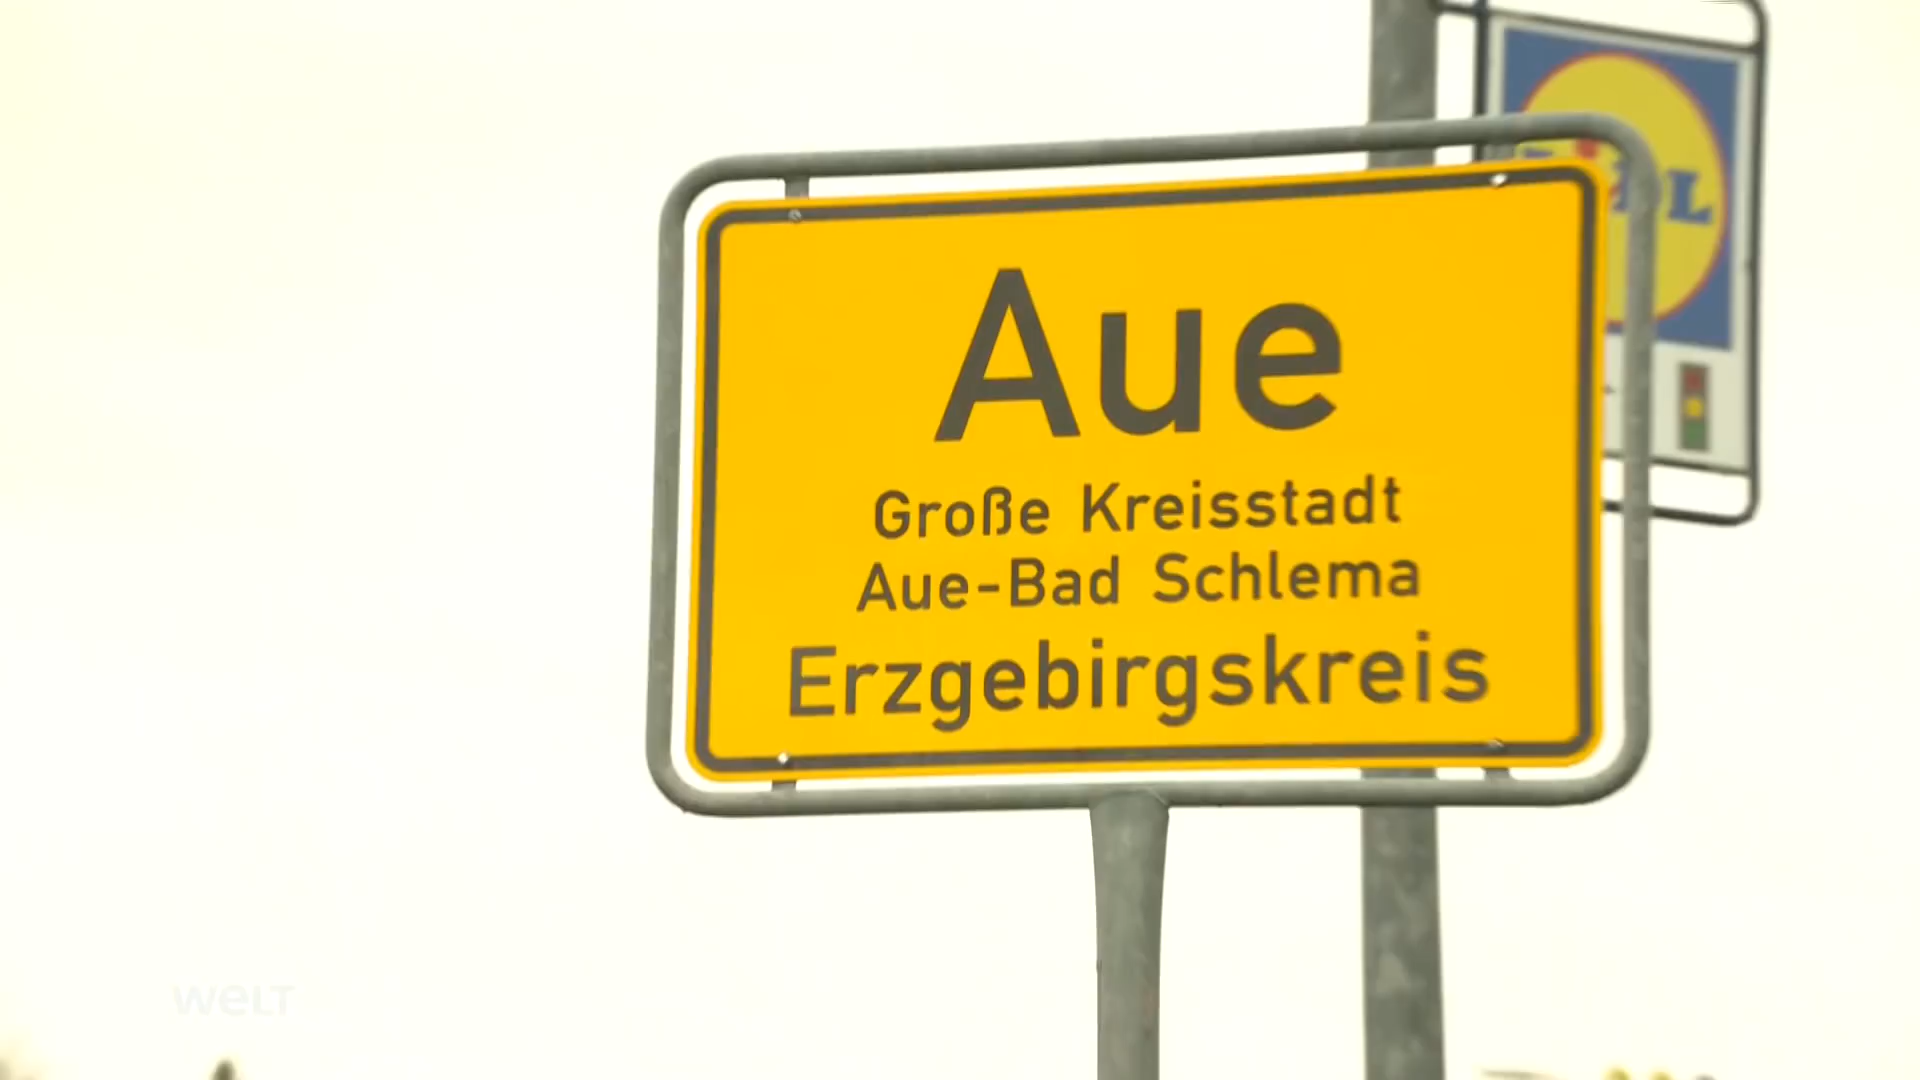 Aue
Große Kreisstadt
Aue-Bad Schlema
Erzgebirgskreis
WELT